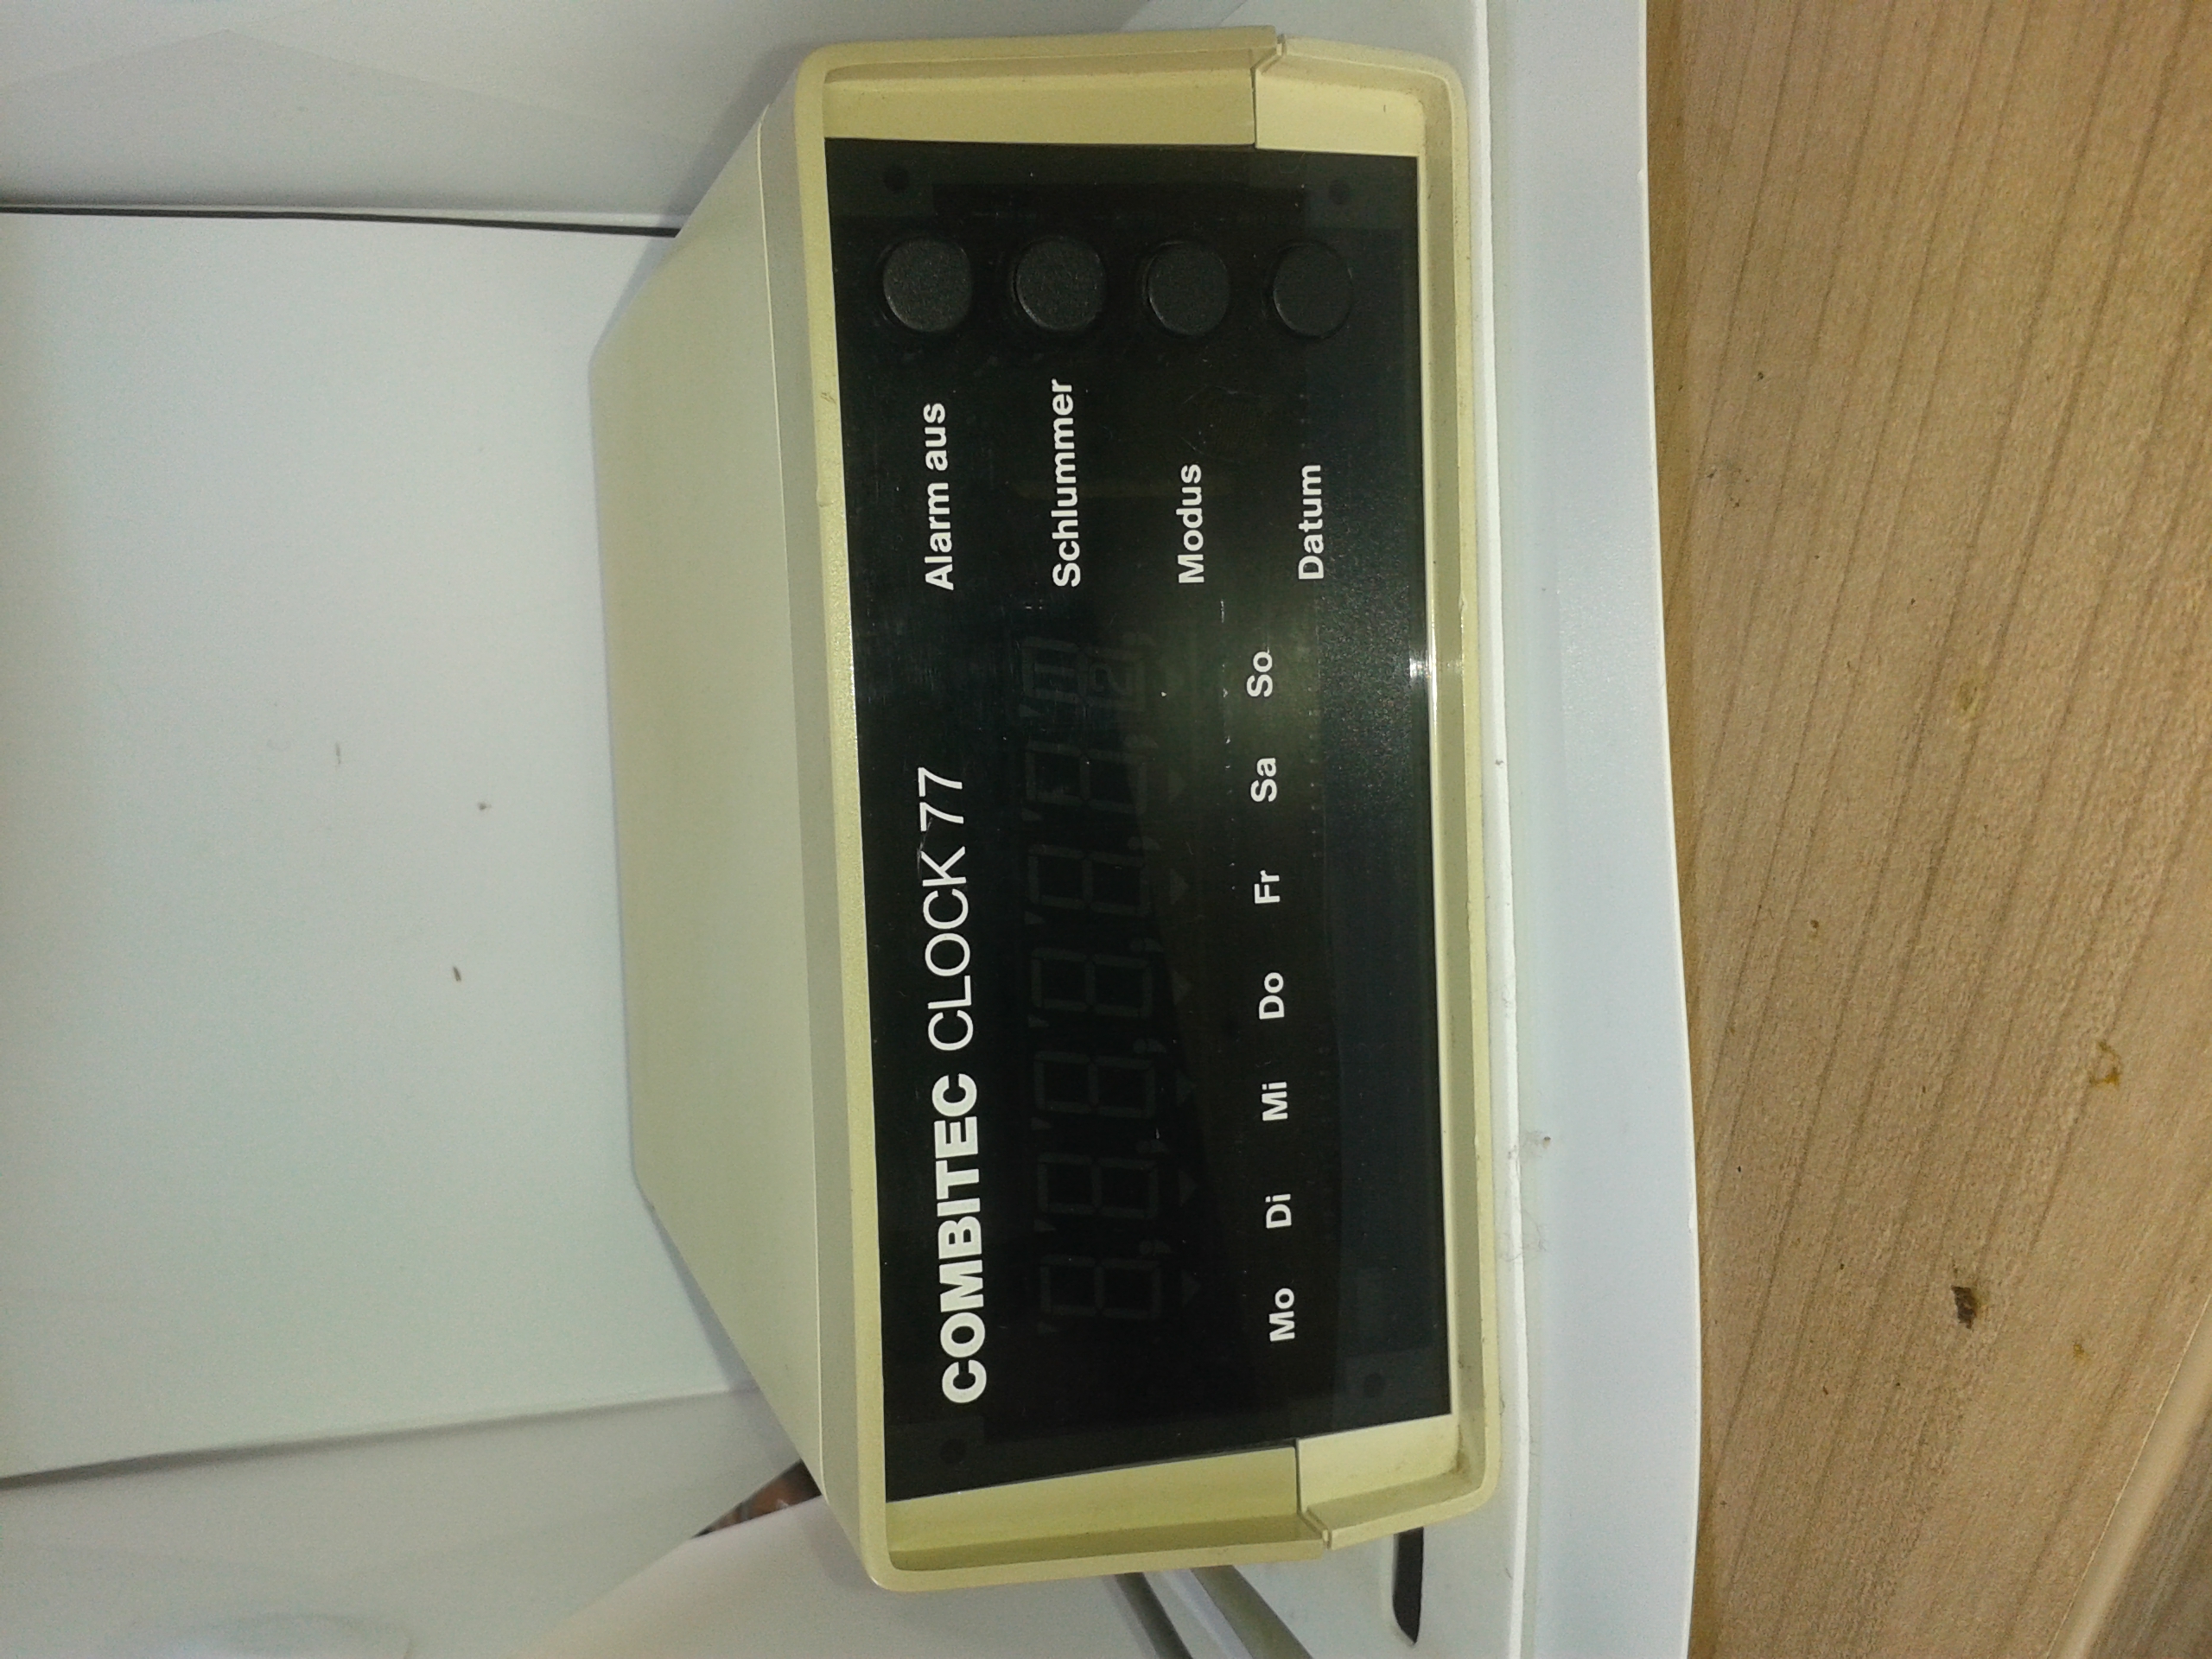 COMBITEC CLOCK 77
Alarm aus
Schlummer
Modus
Datum
Mo Di Mi Do Fr Sa So